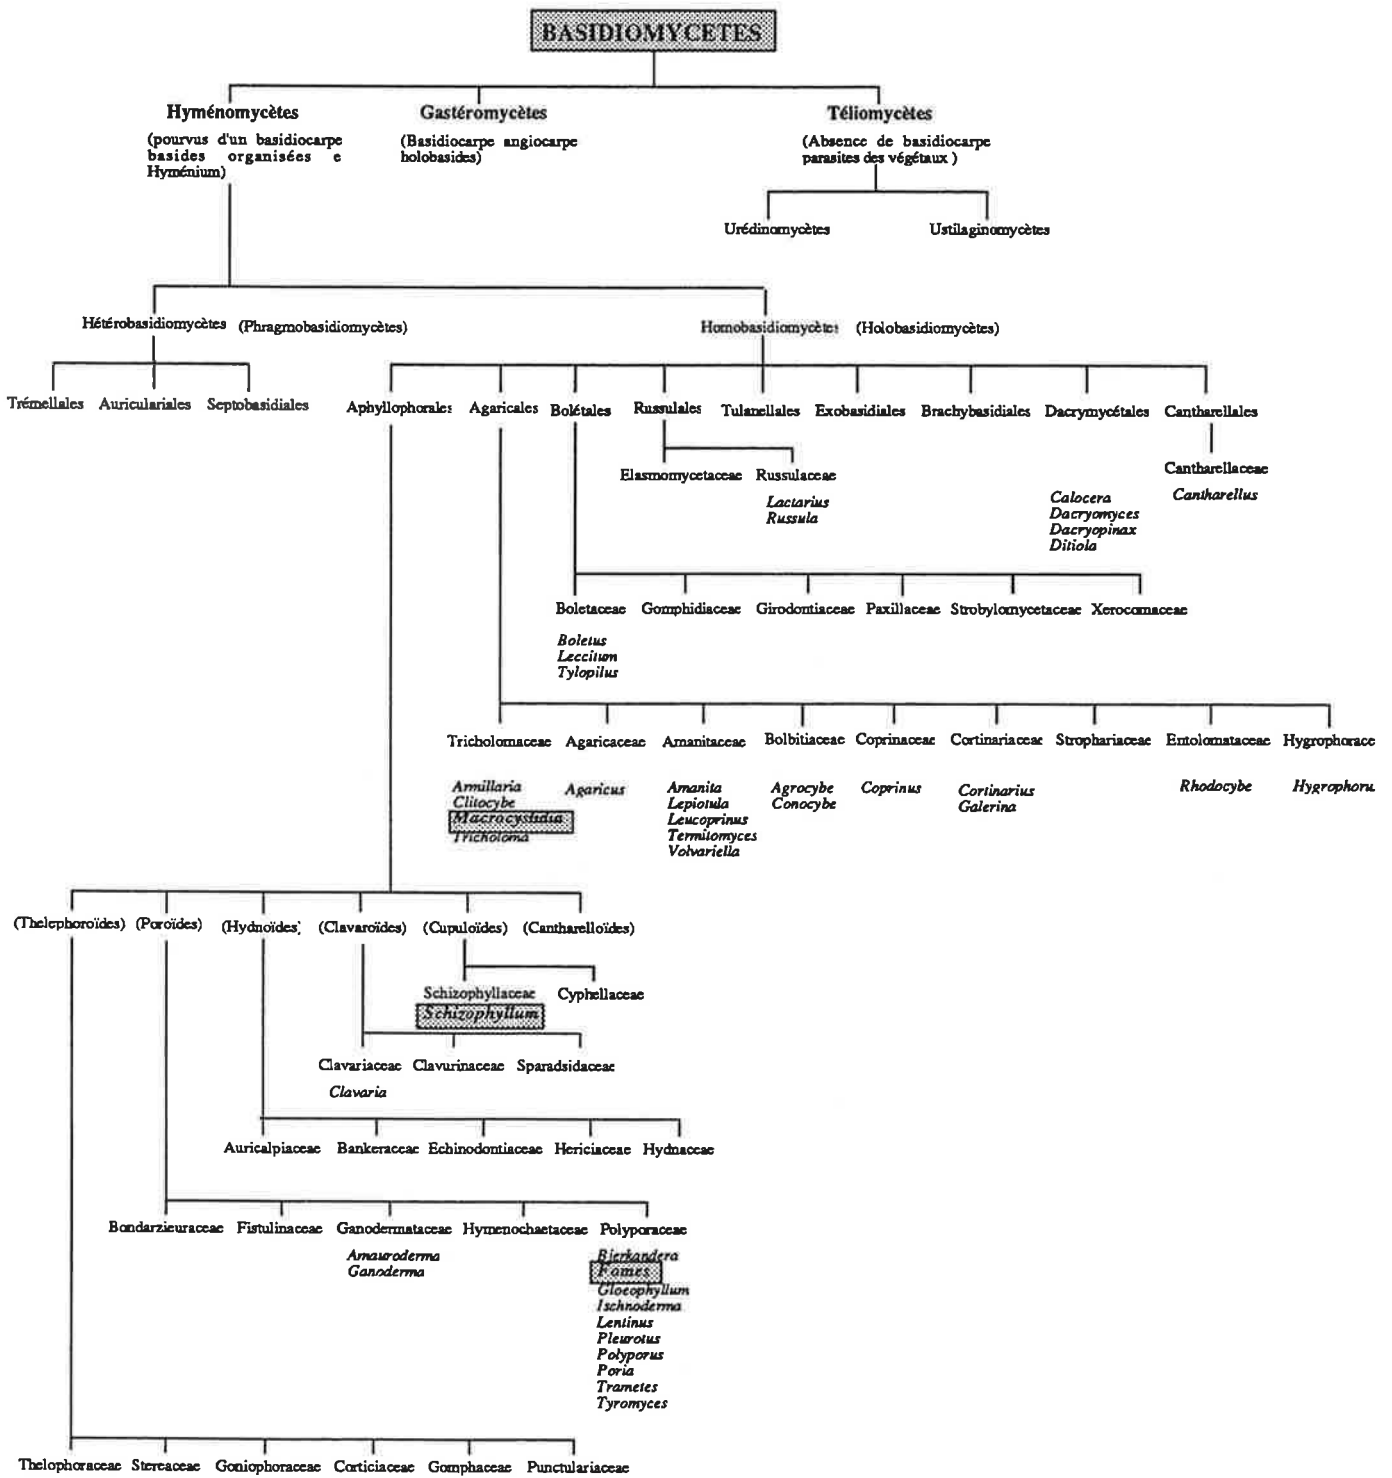 BASIDIOMYCETES
Hyménomycètes
Gastéromycètes
Téliomycètes
(pourvus d'un basidiocarpe
basides organisées e
Hyménium)
(Basidiocarpe angiocarpe
holobasides)
(Absence de basidiocarpe
parasites des végétaux )
Urédinomycètes
Ustilaginomycètes
Hétérobasidiomycètes (Phragmobasidiomycètes)
Homobasidiomycètes (Holobasidiomycètes)
Trémellales
Auriculariales
Septobasidiales
Aphyllophorales
Agaricales
Bolétales
Russulales
Tulanellales
Exobasidiales
Brachybasidiales
Dacrymycétales
Cantharellales
Elasmomycetaceae
Russulaceae
Cantharellaceae
Lactarius
Russula
Calocera
Dacryomyces
Dacryopinax
Ditiola
Cantharellus
Boletaceae
Gomphidiaceae
Girodontiaceae
Paxillaceae
Strobylomycetaceae
Xerocomaceae
Boletus
Leccitum
Tylopilus
Tricholomaceae
Agaricaceae
Amanitaceae
Bolbitiaceae
Coprinaceae
Cortinariaceae
Strophariaceae
Entolomataceae
Hygrophorace
Armillaria
Clitocybe
Macrocystidia
Tricholoma
Agaricus
Amanita
Lepiotula
Leucoprinus
Termitomyces
Volvariella
Agrocybe
Conocybe
Coprinus
Cortinarius
Galerina
Rhodocybe
Hygrophoru
(Thelephoroïdes)
(Poroïdes)
(Hydnoïdes)
(Clavaroïdes)
(Cupuloïdes)
(Cantharelloïdes)
Schizophyllaceae
Cyphellaceae
Schizophyllum
Clavariaceae
Clavurinaceae
Sparadsidaceae
Clavaria
Auricalpiaceae
Bankeraceae
Echinodontiaceae
Hericiaceae
Hydnaceae
Bondarzieuraceae
Fistulinaceae
Ganodermataceae
Hymenochaetaceae
Polyporaceae
Amauroderma
Ganoderma
Bjerkandera
Fomes
Gloeophyllum
Ischnoderma
Lentinus
Pleurotus
Polyporus
Poria
Trametes
Tyromyces
Thelophoraceae
Stereaceae
Goniophoraceae
Corticiaceae
Gomphaceae
Punctulariaceae